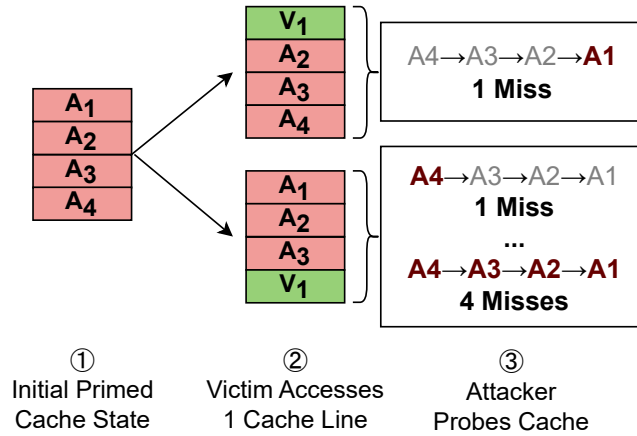 A1
A2
A3
A4
V1
A2
A3
A4
A1
A2
A3
V1
A4→A3→A2→A1
1 Miss
A4→A3→A2→A1
1 Miss
...
A4→A3→A2→A1
4 Misses
①
Initial Primed
Cache State
②
Victim Accesses
1 Cache Line
③
Attacker
Probes Cache